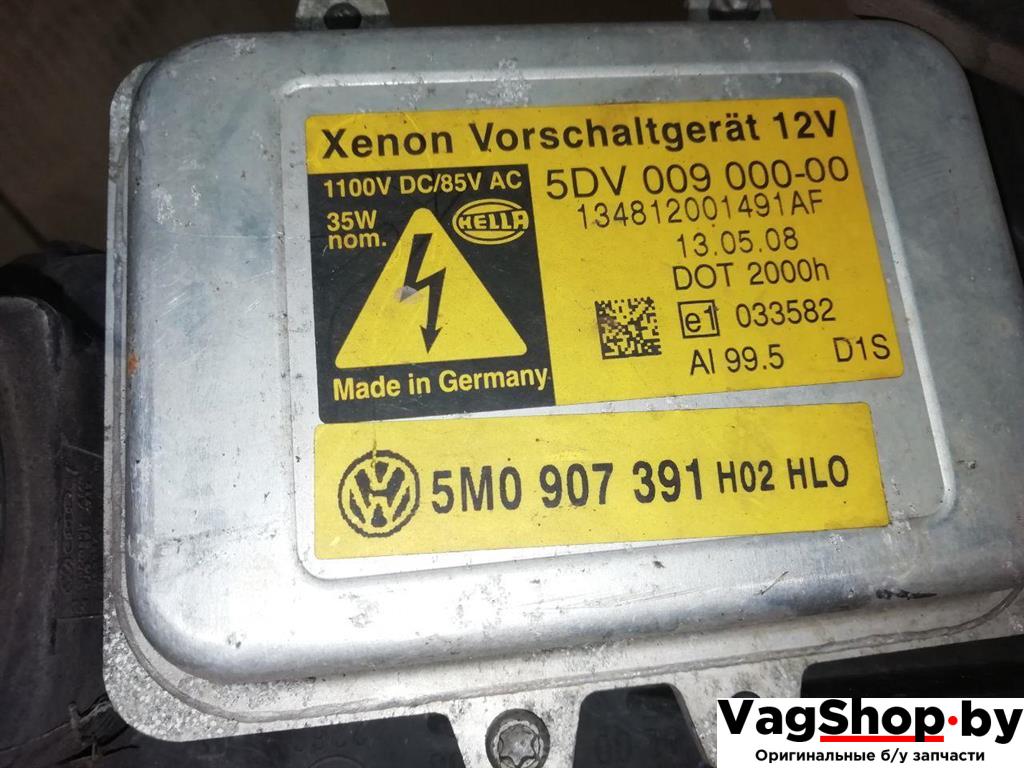 Xenon Vorschaltgerät 12V
1100V DC/85V AC
35W
nom.
HELLA
Made in Germany
5DV 009 000-00
134812001491AF
13.05.08
DOT 2000h
e1 033582
Al 99.5 D1S
5M0 907 391 H02 HLO
VagShop.by
Оригинальные б/у запчасти